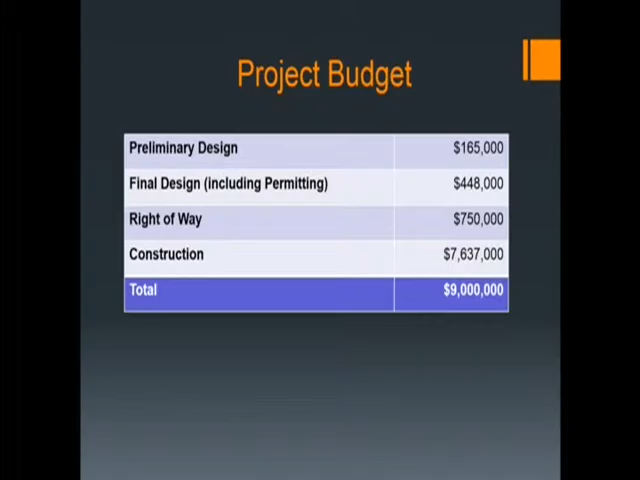 Project Budget
Preliminary Design $165,000
Final Design (including Permitting) $448,000
Right of Way $750,000
Construction $7,637,000
Total $9,000,000